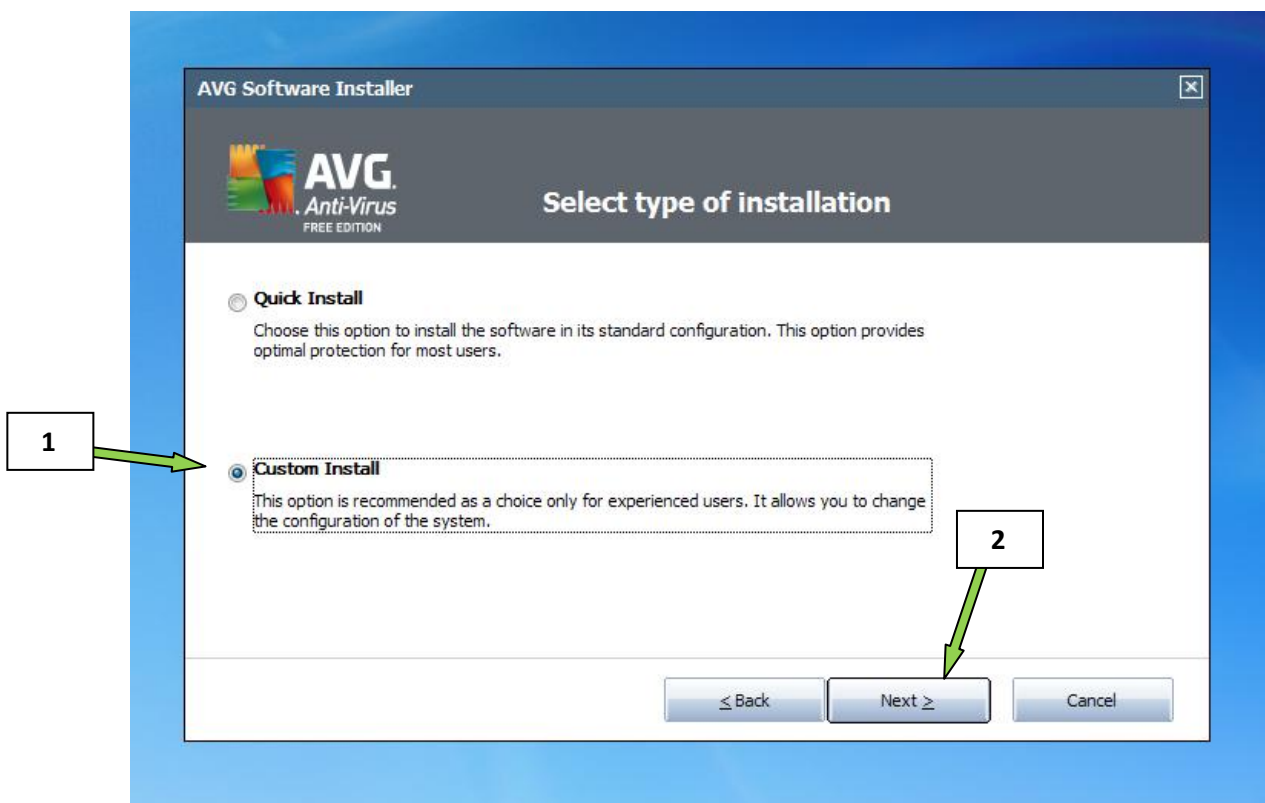 AVG Software Installer
AVG.
Anti-Virus
FREE EDITION
Select type of installation
Quick Install
Choose this option to install the software in its standard configuration. This option provides
optimal protection for most users.
1
Custom Install
This option is recommended as a choice only for experienced users. It allows you to change
the configuration of the system.
2
< Back
Next >
Cancel